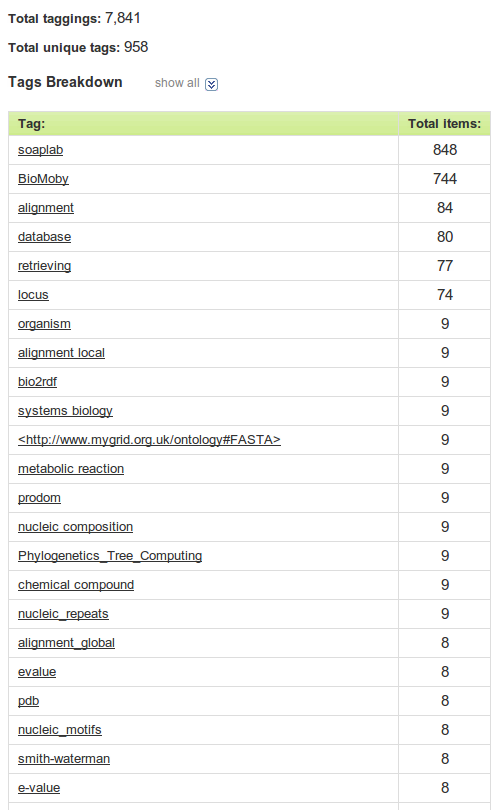 Total taggings: 7,841
Total unique tags: 958
Tags Breakdown show all
Tag: Total items:
soaplab 848
BioMoby 744
alignment 84
database 80
retrieving 77
locus 74
organism 9
alignment local 9
bio2rdf 9
systems biology 9
<http://www.mygrid.org.uk/ontology#FASTA> 9
metabolic reaction 9
prodom 9
nucleic composition 9
Phylogenetics_Tree_Computing 9
chemical compound 9
nucleic_repeats 9
alignment_global 8
evalue 8
pdb 8
nucleic_motifs 8
smith-waterman 8
e-value 8